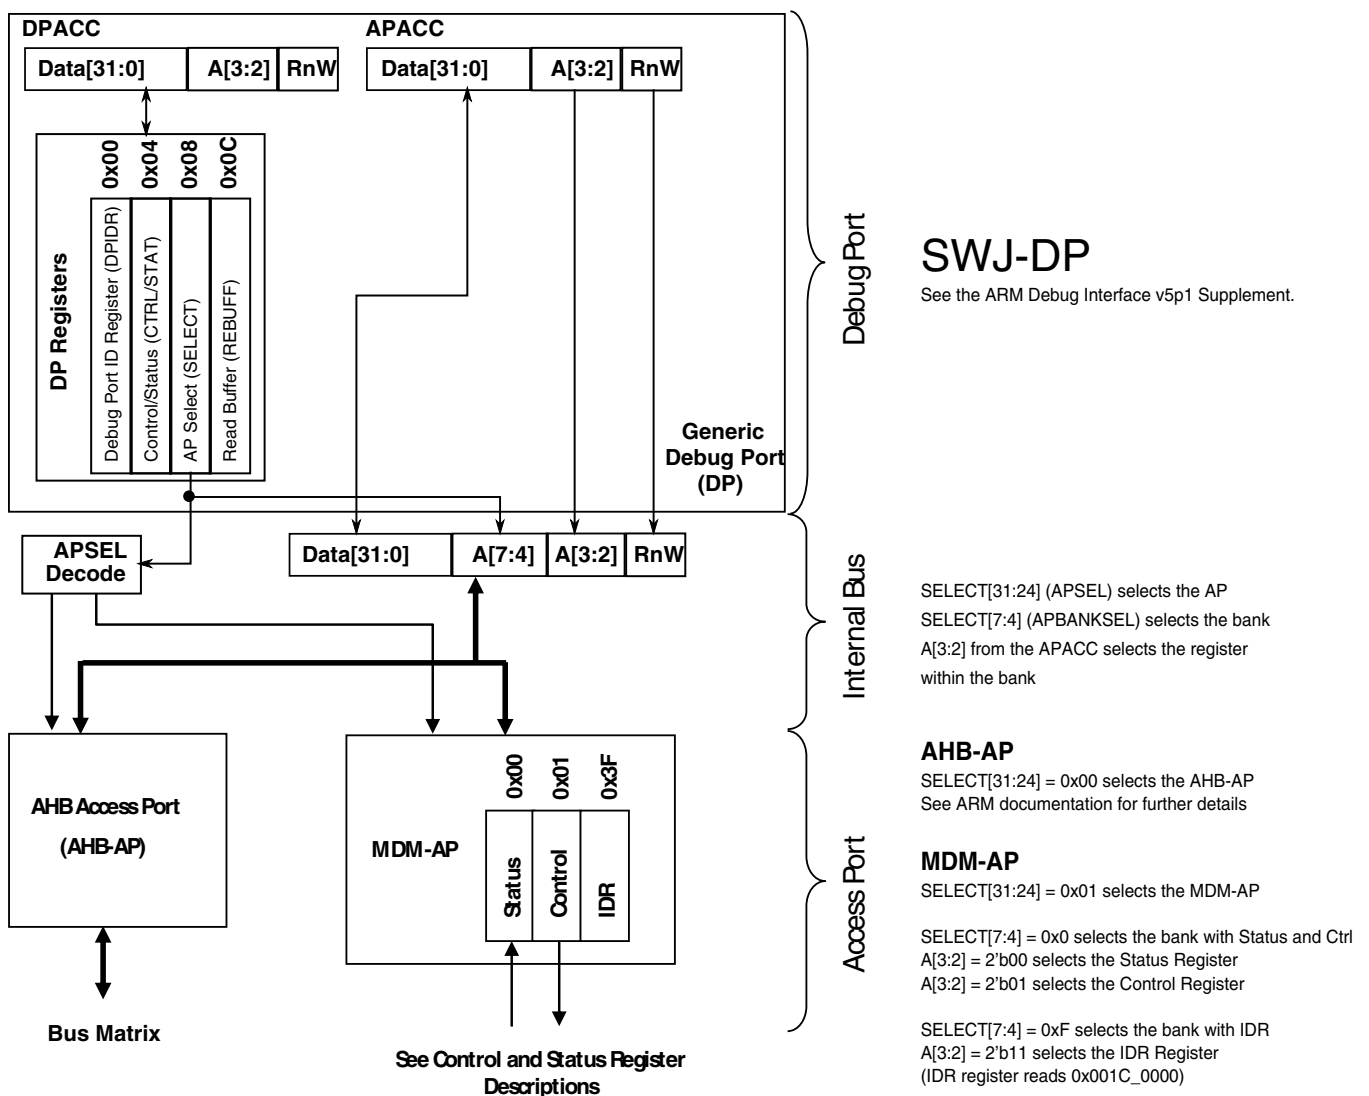 DPACC
APACC
Data[31:0] A[3:2] RnW
Data[31:0] A[3:2] RnW
0x00
0x04
0x08
0x0C
DP Registers
Debug Port ID Register (DPIDR)
Control/Status (CTRL/STAT)
AP Select (SELECT)
Read Buffer (REBUFF)
Generic
Debug Port
(DP)
Debug Port
SWJ-DP
See the ARM Debug Interface v5p1 Supplement.
APSEL
Decode
Data[31:0] A[7:4] A[3:2] RnW
Internal Bus
SELECT[31:24] (APSEL) selects the AP
SELECT[7:4] (APBANKSEL) selects the bank
A[3:2] from the APACC selects the register
within the bank
AHB Access Port
(AHB-AP)
Bus Matrix
MDM-AP
0x00
0x01
0x3F
Status
Control
IDR
See Control and Status Register
Descriptions
Access Port
AHB-AP
SELECT[31:24] = 0x00 selects the AHB-AP
See ARM documentation for further details
MDM-AP
SELECT[31:24] = 0x01 selects the MDM-AP
SELECT[7:4] = 0x0 selects the bank with Status and Ctrl
A[3:2] = 2'b00 selects the Status Register
A[3:2] = 2'b01 selects the Control Register
SELECT[7:4] = 0xF selects the bank with IDR
A[3:2] = 2'b11 selects the IDR Register
(IDR register reads 0x001C_0000)